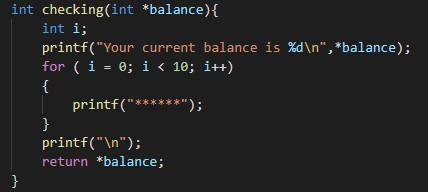 int checking(int *balance){
    int i;
    printf("Your current balance is %d\n",*balance);
    for ( i = 0; i < 10; i++)
    {
        printf("******");
    }
    printf("\n");
    return *balance;
}